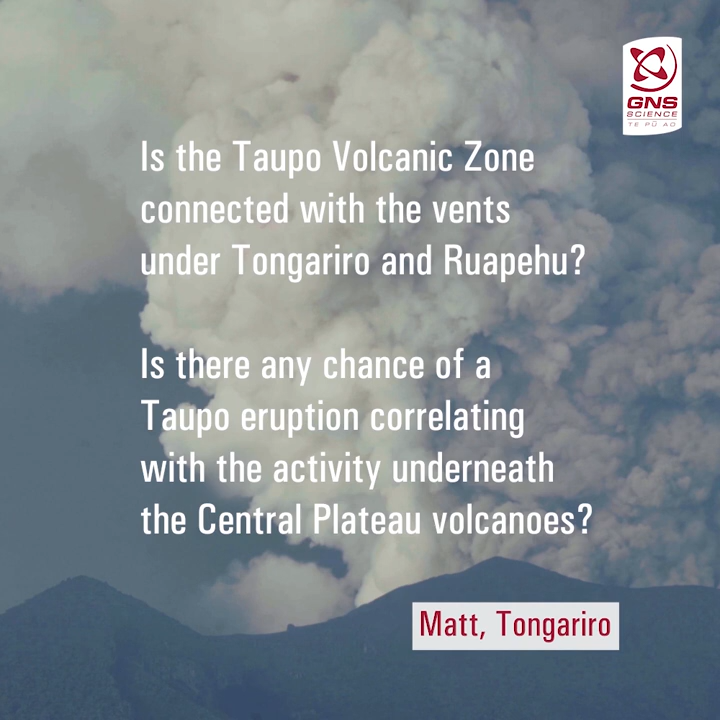 GNS
SCIENCE
TE PŪ AO
Is the Taupo Volcanic Zone
connected with the vents
under Tongariro and Ruapehu?
Is there any chance of a
Taupo eruption correlating
with the activity underneath
the Central Plateau volcanoes?
Matt, Tongariro